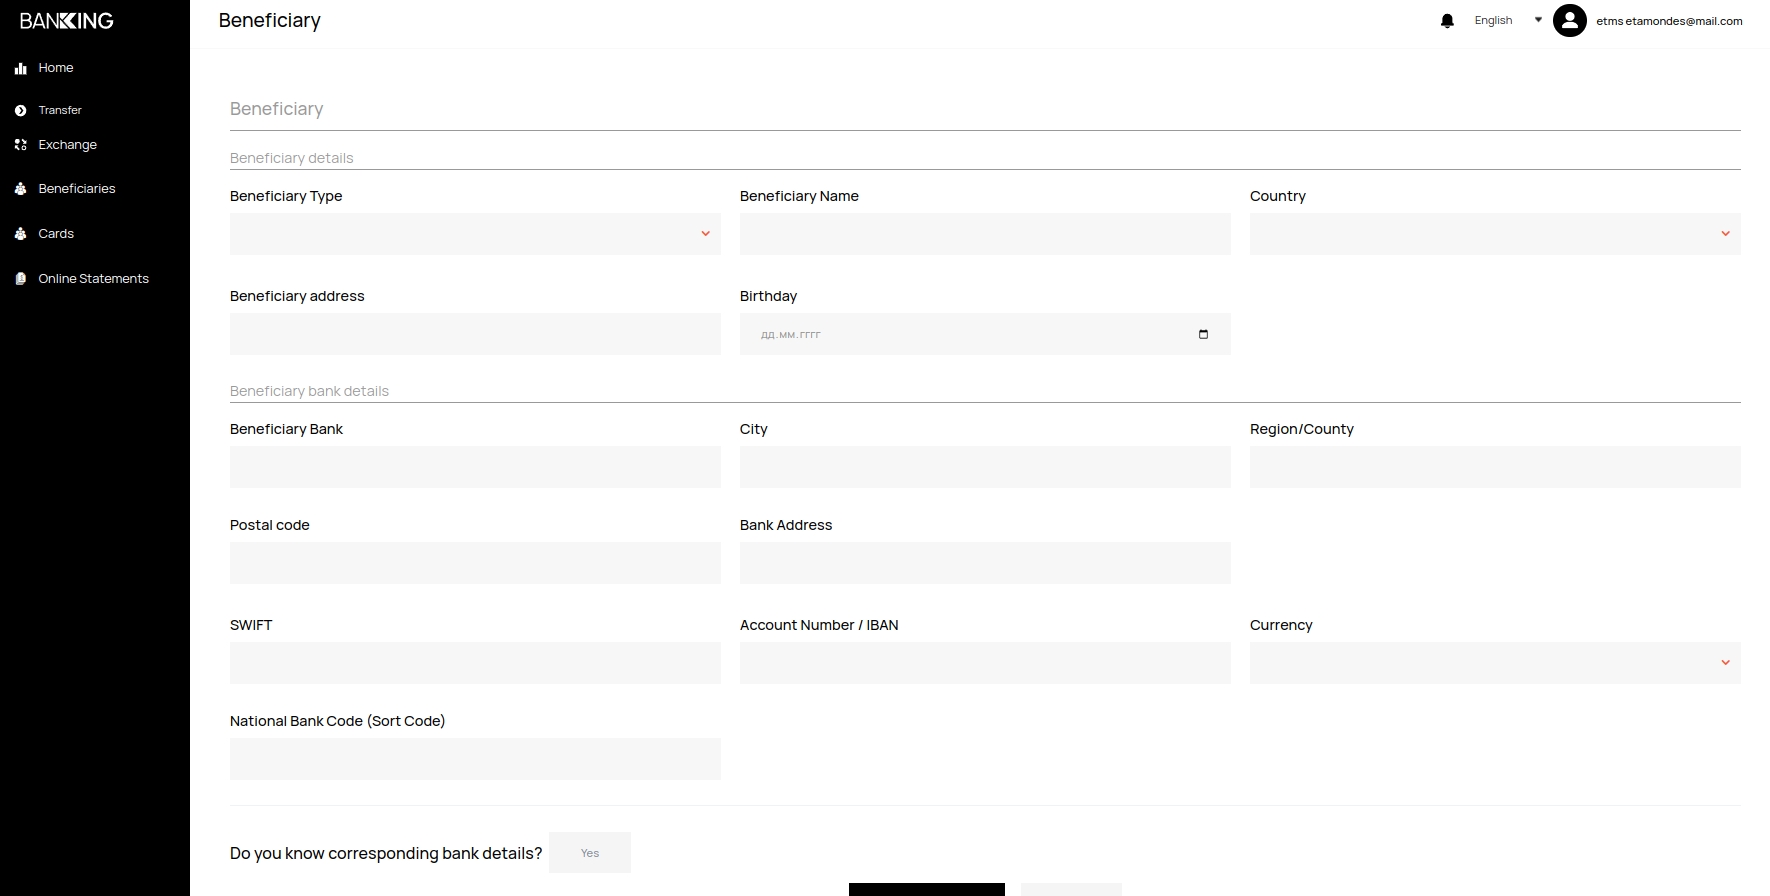 BANKING
Beneficiary
English
etms etamondes@mail.com
Home
Transfer
Exchange
Beneficiaries
Cards
Online Statements
Beneficiary
Beneficiary details
Beneficiary Type
Beneficiary Name
Country
Beneficiary address
Birthday
дд.мм.гггг
Beneficiary bank details
Beneficiary Bank
City
Region/County
Postal code
Bank Address
SWIFT
Account Number / IBAN
Currency
National Bank Code (Sort Code)
Do you know corresponding bank details?
Yes